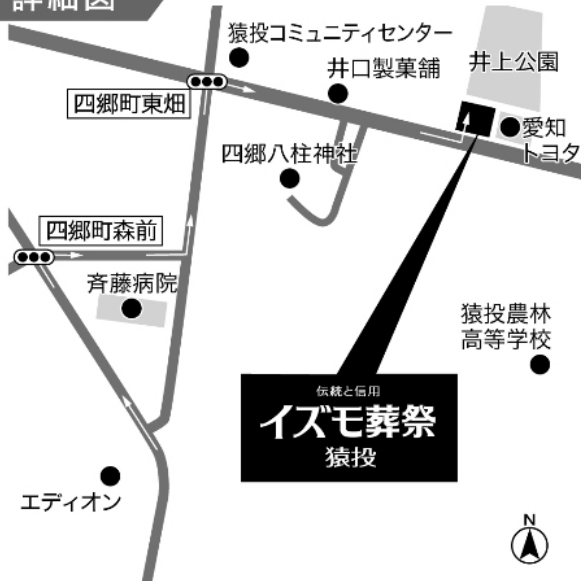 詳細図
猿投コミュニティセンター
井口製菓舗
井上公園
四郷町東畑
愛知
トヨタ
四郷八柱神社
四郷町森前
斉藤病院
猿投農林
高等学校
伝統と信用
イズモ葬祭
猿投
エディオン
N